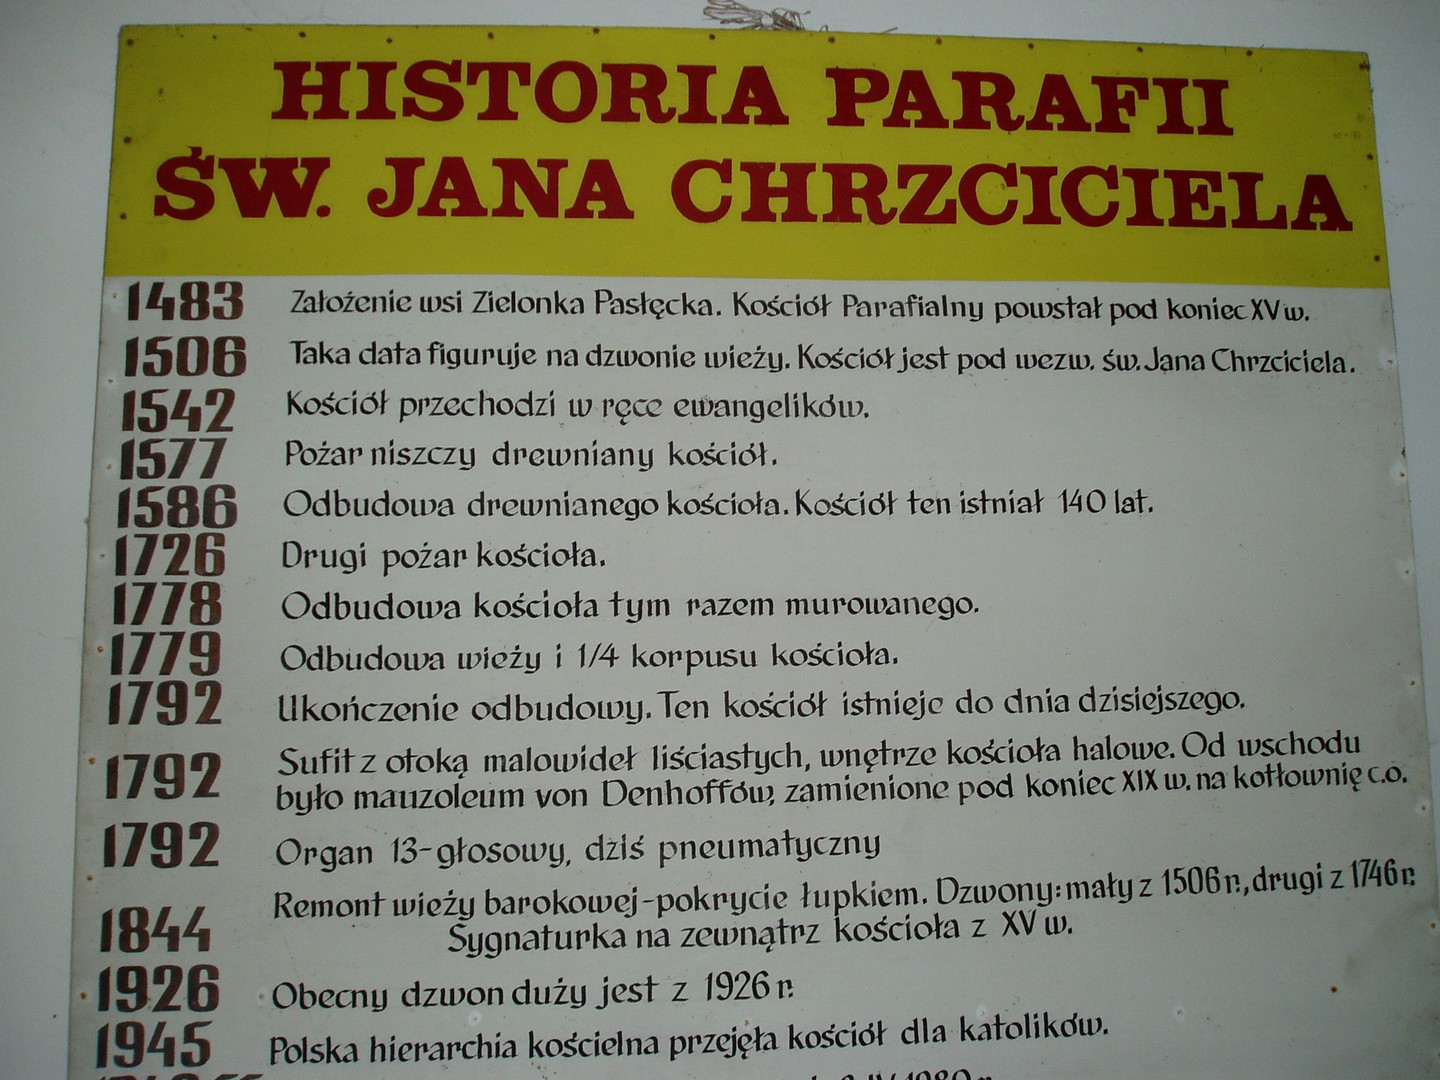 HISTORIA PARAFII
ŚW. JANA CHRZCICIELA
1483 Założenie wsi Zielonka Pasłęcka. Kościół Parafialny powstał pod koniec XV w.
1506 Taka data figuruje na dzwonie wieży. Kościół jest pod wezw. św. Jana Chrzciciela.
1542 Kościół przechodzi w ręce ewangelików.
1577 Pożar niszczy drewniany kościół.
1586 Odbudowa drewnianego kościoła. Kościół ten istniał 140 lat.
1726 Drugi pożar kościoła.
1778 Odbudowa kościoła tym razem murowanego.
1779 Odbudowa wieży i 1/4 korpusu kościoła.
1792 Ukończenie odbudowy. Ten kościół istnieje do dnia dzisiejszego.
1792 Sufit z otoką malowideł liściastych, wnętrze kościoła halowe. Od wschodu
było mauzoleum von Denhoffów, zamienione pod koniec XIX w. na kotłownię c.o.
1792 Organ 13-głosowy, dziś pneumatyczny
1844 Remont wieży barokowej-pokrycie łupkiem. Dzwony: mały z 1506 r., drugi z 1746 r.
Sygnaturka na zewnątrz kościoła z XV w.
1926 Obecny dzwon duży jest z 1926 r.
1945 Polska hierarchia kościelna przejęła kościół dla katolików.